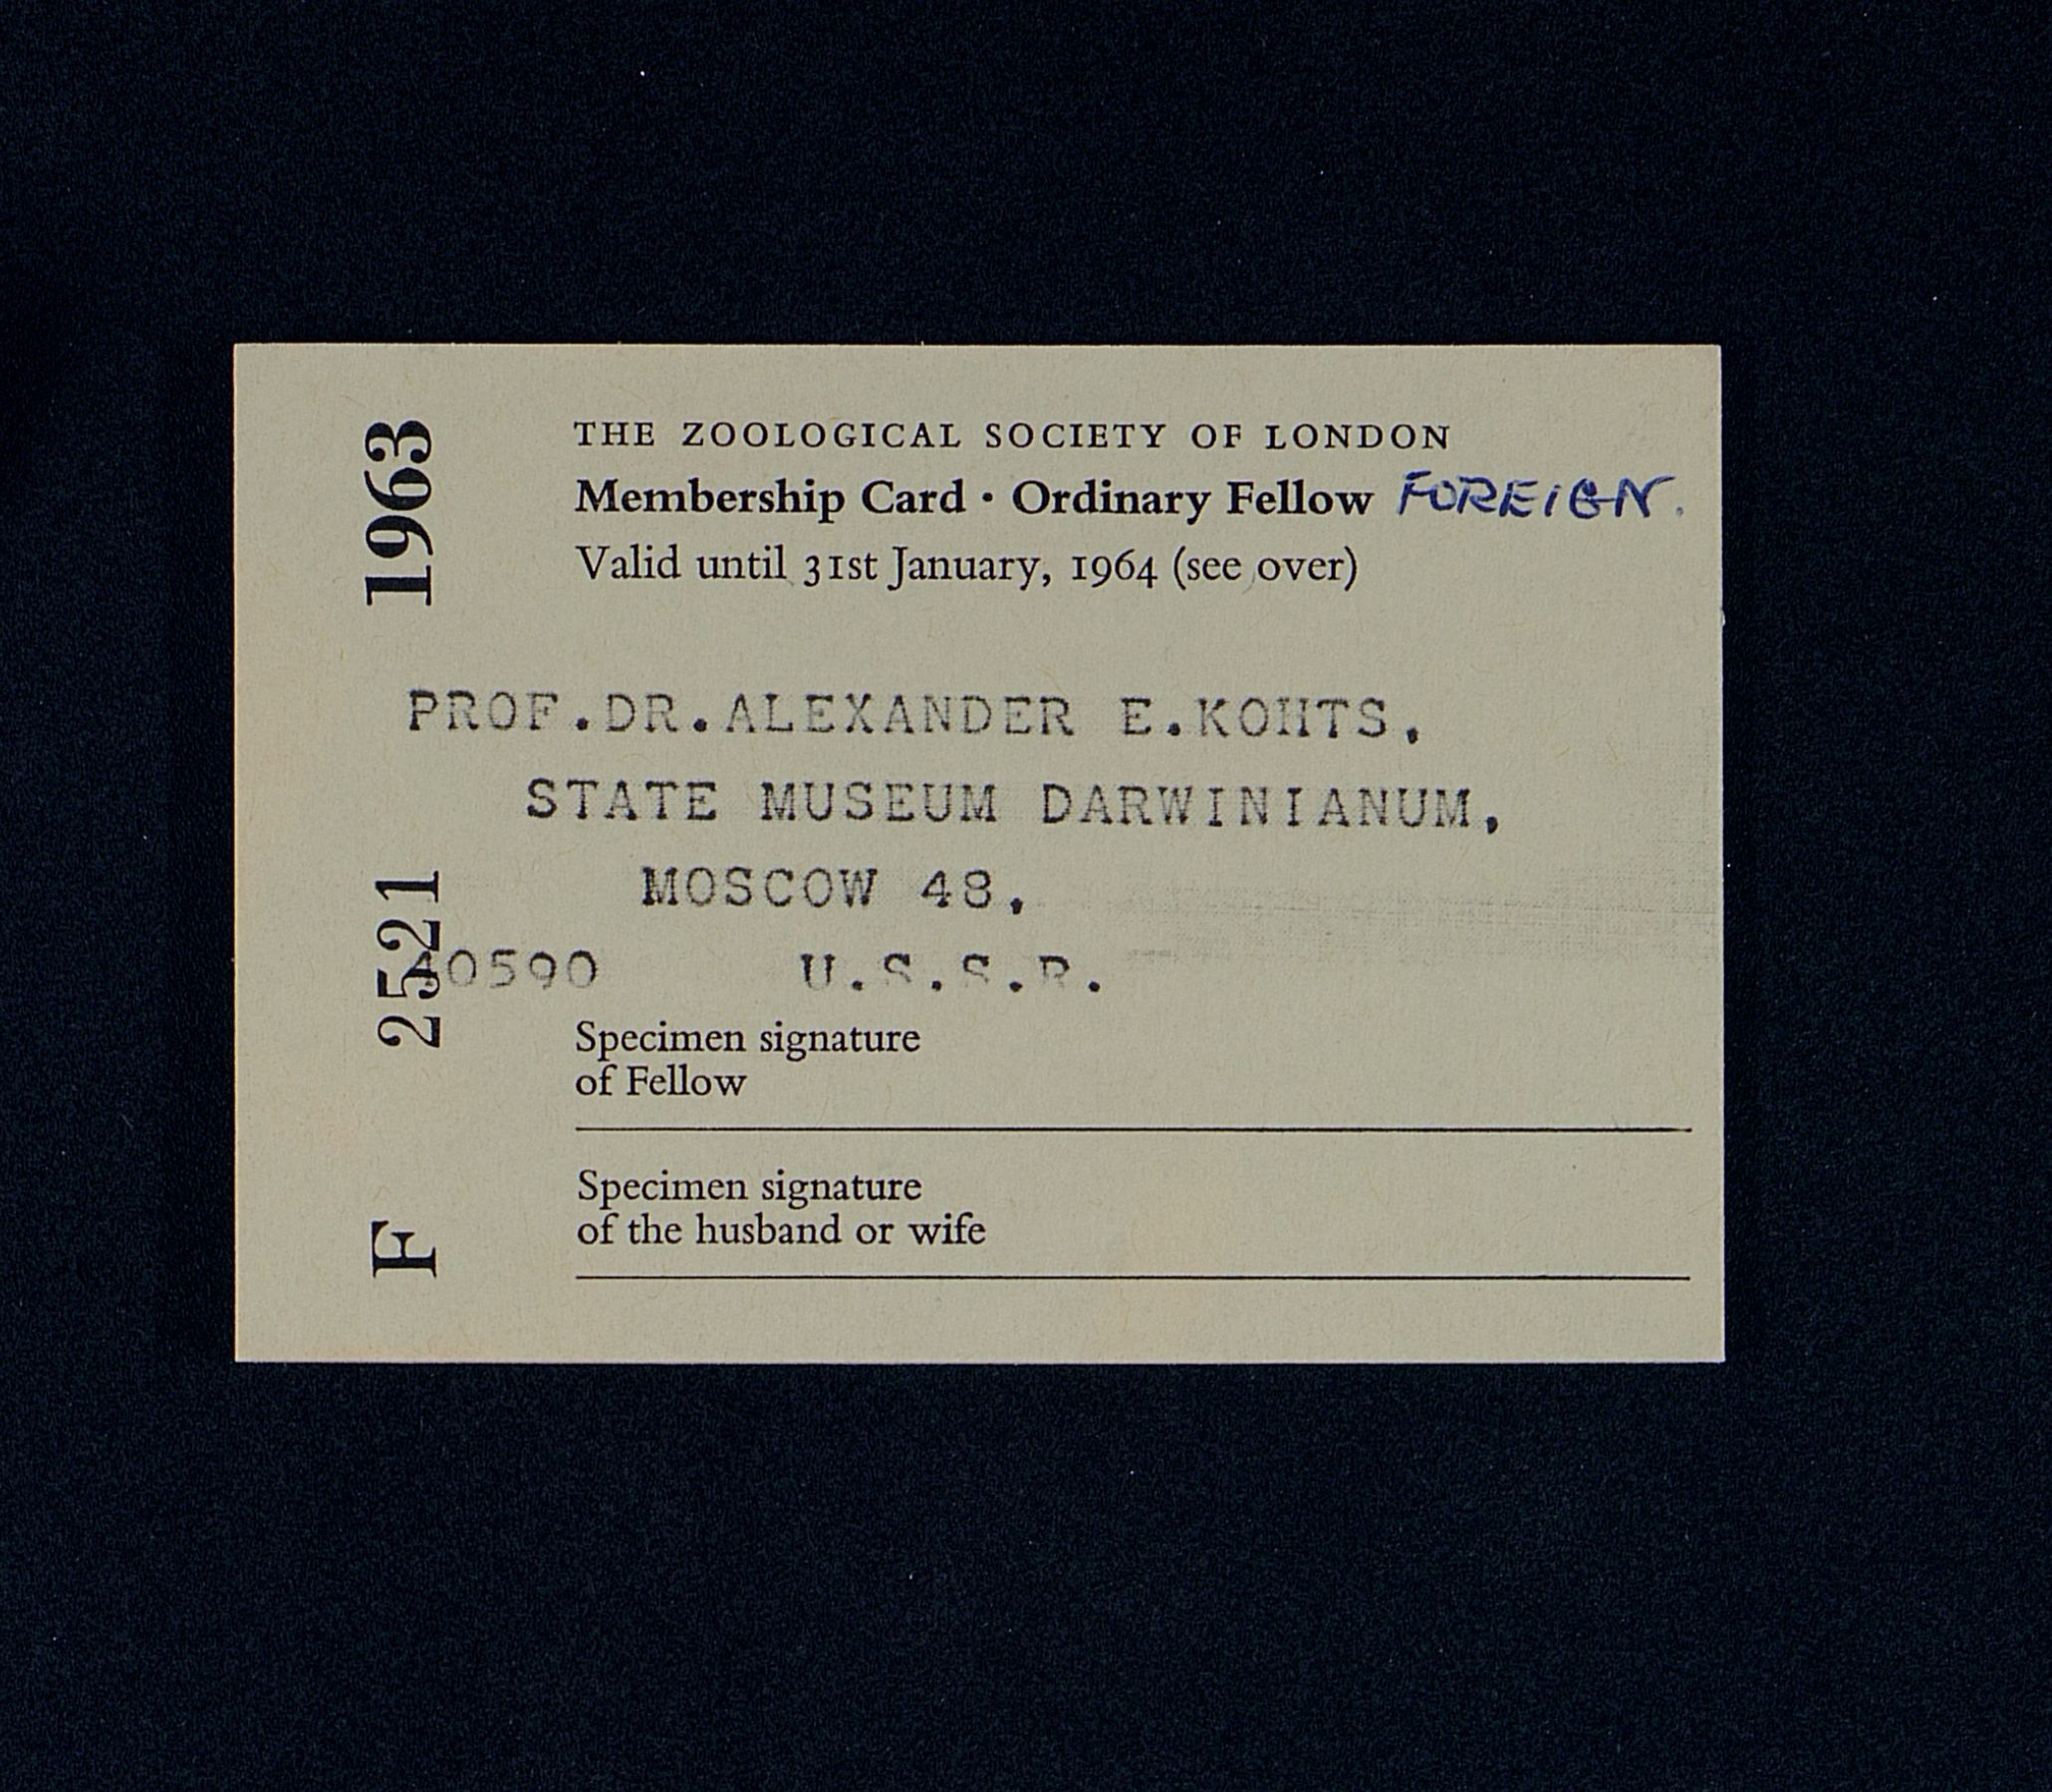 1963
THE ZOOLOGICAL SOCIETY OF LONDON
Membership Card · Ordinary Fellow FOREIGN.
Valid until 31st January, 1964 (see over)
PROF.DR.ALEXANDER E.KOHTS.
STATE MUSEUM DARWINIANUM,
MOSCOW 48,
2521
40590 U.S.S.R.
Specimen signature
of Fellow
Specimen signature
of the husband or wife
F